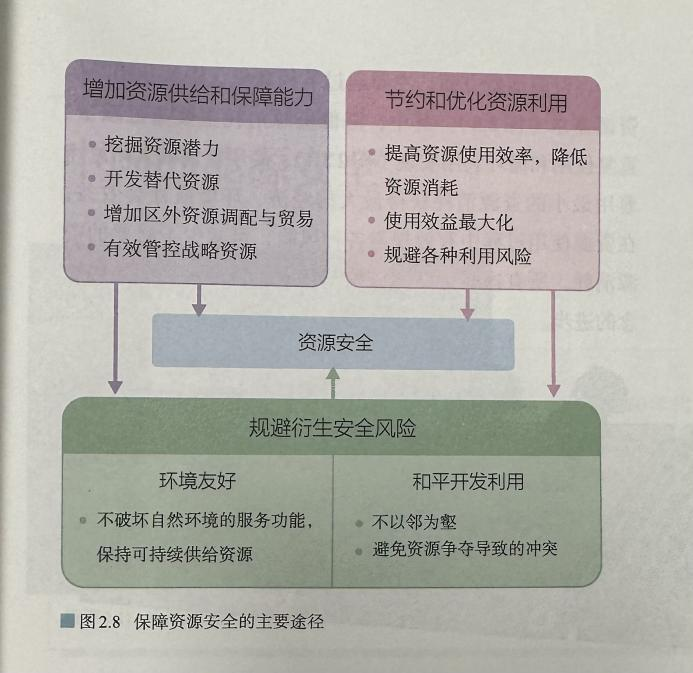 增加资源供给和保障能力
挖掘资源潜力
开发替代资源
增加区外资源调配与贸易
有效管控战略资源
节约和优化资源利用
提高资源使用效率，降低
资源消耗
使用效益最大化
规避各种利用风险
资源安全
规避衍生安全风险
环境友好
不破坏自然环境的服务功能，
保持可持续供给资源
和平开发利用
不以邻为壑
避免资源争夺导致的冲突
图2.8 保障资源安全的主要途径